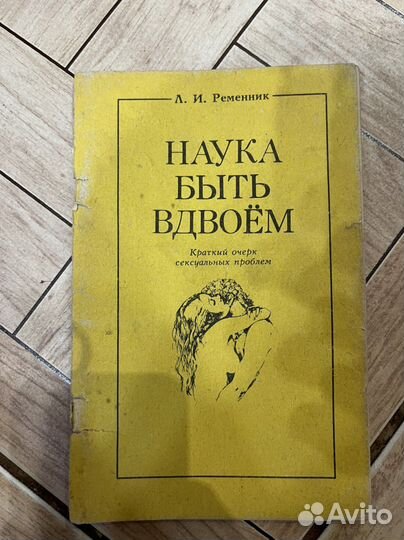 Л. И. Ременник
НАУКА
БЫТЬ
ВДВОЁМ
Краткий очерк
сексуальных проблем
Avito